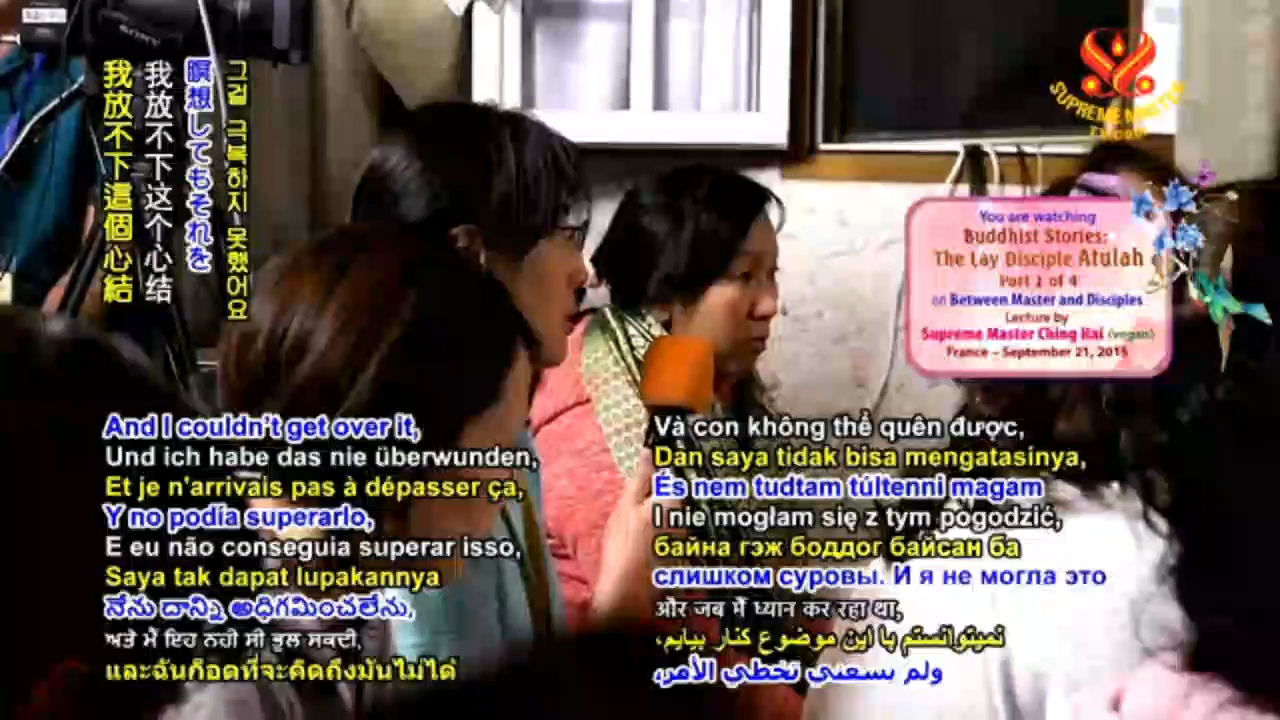 SONY
我放不下這個心結
我放不下这个心结
瞑想してもそれを
그걸 극복하지 못했어요
SUPREME MASTER
You are watching
Buddhist Stories:
The Lay Disciple Atulah
Part 1 of 4
on Between Master and Disciples
Lecture by
Supreme Master Ching Hai (vegan)
France – September 21, 2015
And I couldn't get over it,
Und ich habe das nie überwunden,
Et je n'arrivais pas à dépasser ça,
Y no podía superarlo,
E eu não conseguia superar isso,
Saya tak dapat lupakannya
నేను దాన్ని అధిగమించలేను,
ਅਤੇ ਮੈਂ ਇਹ ਨਹੀਂ ਸੀ ਭੁਲ ਸਕਦੀ,
และฉันก็อดที่จะคิดถึงมันไม่ได้
Và con không thể quên được,
Dan saya tidak bisa mengatasinya,
És nem tudtam túltenni magam
I nie mogłam się z tym pogodzić,
байна гэж боддог байсан ба
слишком суровы. И я не могла это
और जब मैं ध्यान कर रहा था,
نمیتوانستم با این موضوع کنار بیایم،
ولم يسعني تخطي الأمر،